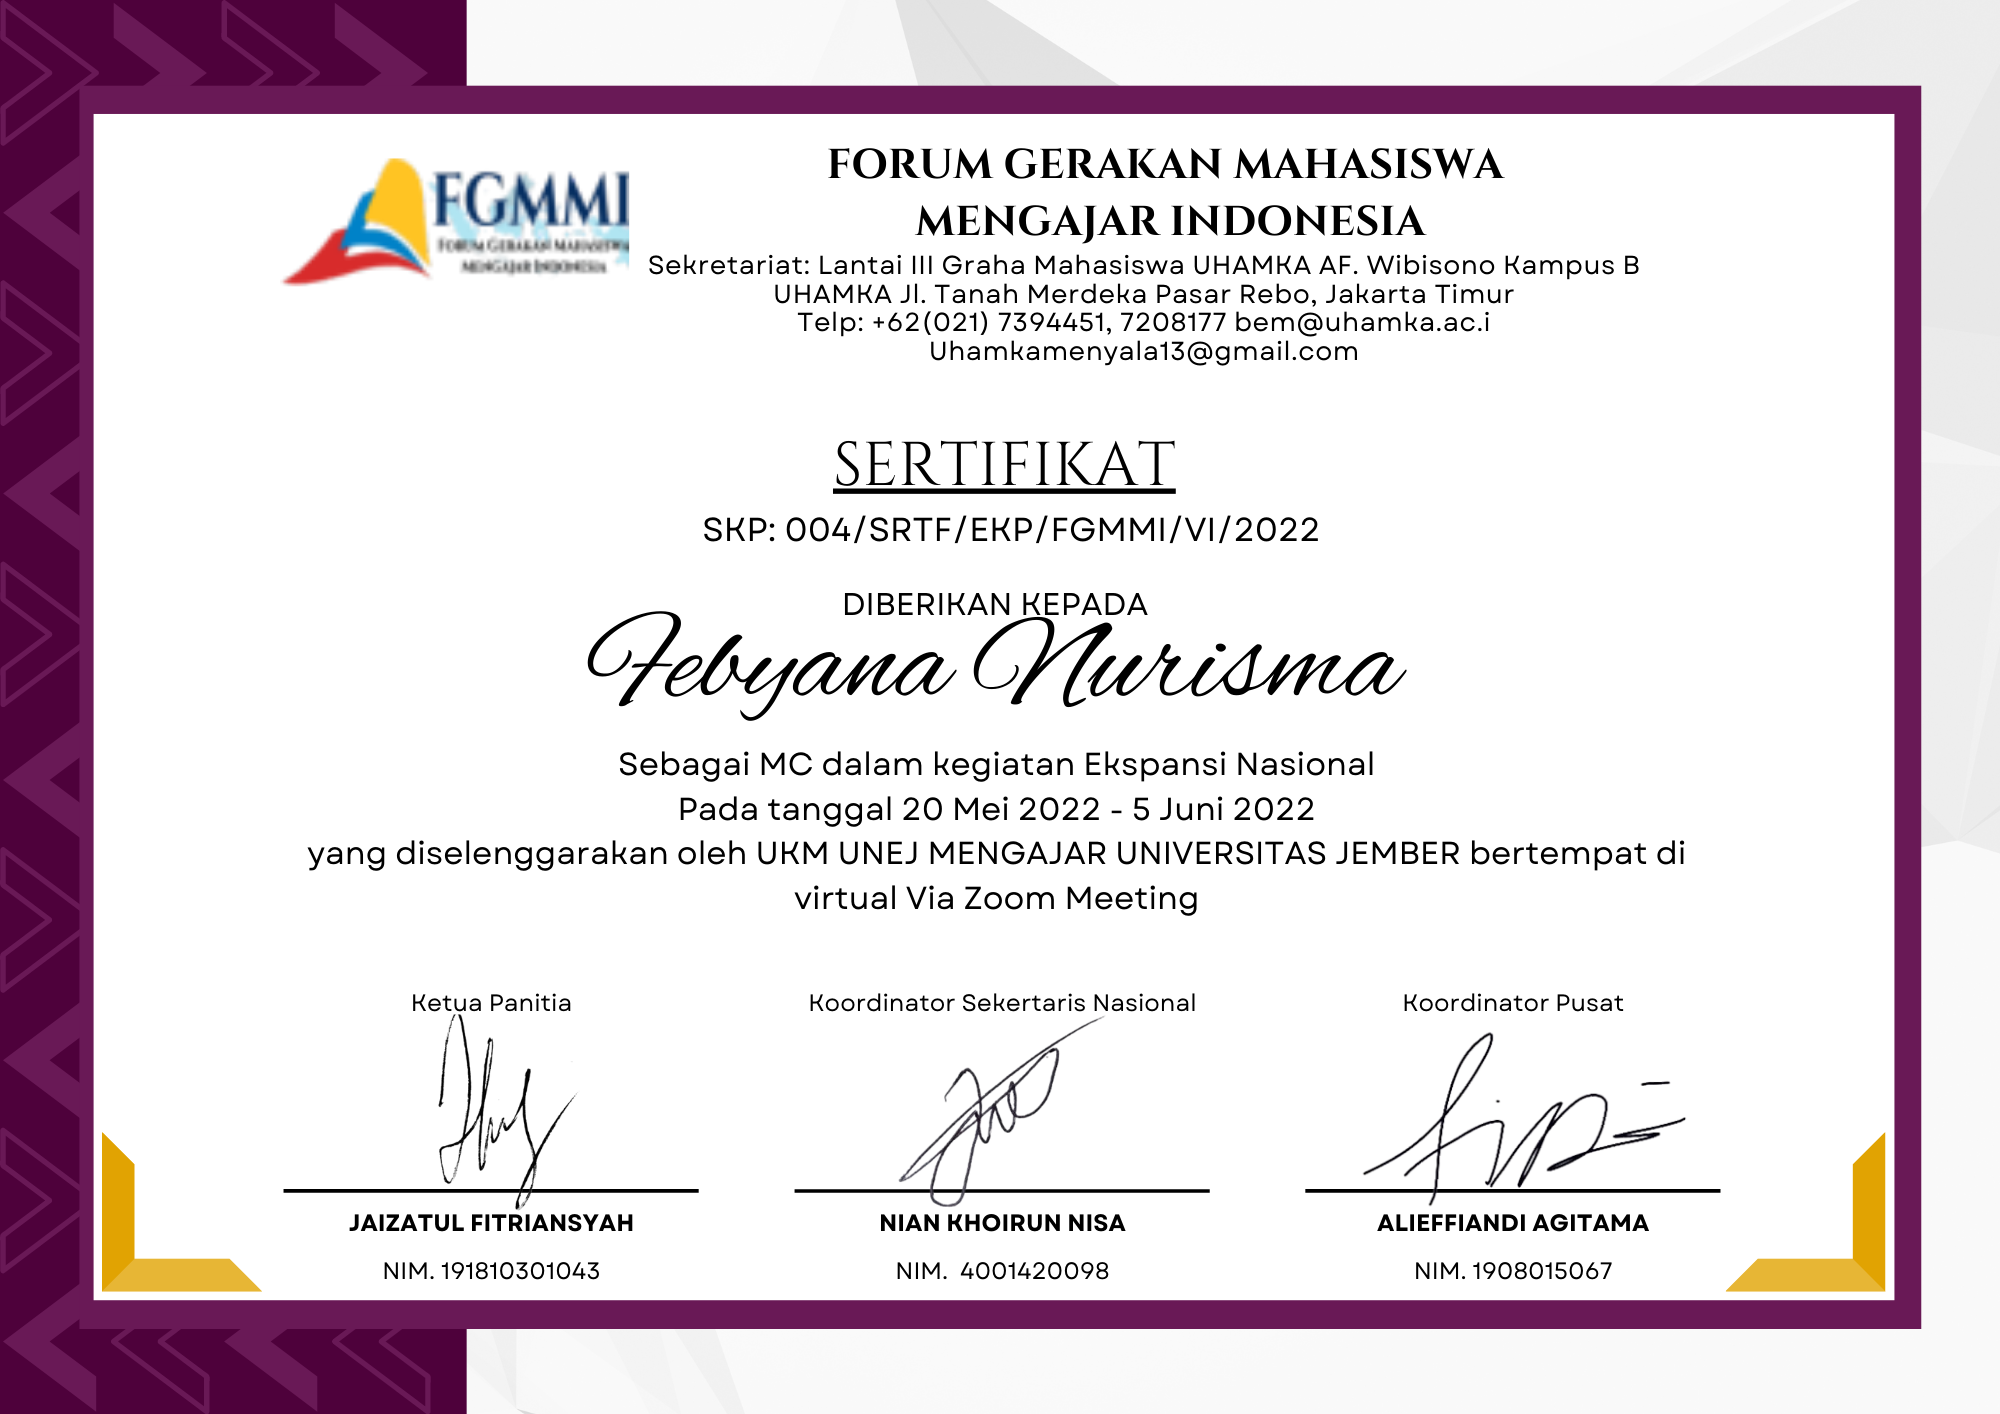 FGMMI
FORUM GERAKAN MAHASISWA
MENGAJAR INDONESIA
FORUM GERAKAN MAHASISWA
MENGAJAR INDONESIA
Sekretariat: Lantai III Graha Mahasiswa UHAMKA AF. Wibisono Kampus B
UHAMKA Jl. Tanah Merdeka Pasar Rebo, Jakarta Timur
Telp: +62(021) 7394451, 7208177 bem@uhamka.ac.i
Uhamkamenyala13@gmail.com
SERTIFIKAT
SKP: 004/SRTF/EKP/FGMMI/VI/2022
DIBERIKAN KEPADA
Febyana Nurisma
Sebagai MC dalam kegiatan Ekspansi Nasional
Pada tanggal 20 Mei 2022 - 5 Juni 2022
yang diselenggarakan oleh UKM UNEJ MENGAJAR UNIVERSITAS JEMBER bertempat di
virtual Via Zoom Meeting
Ketua Panitia
JAIZATUL FITRIANSYAH
NIM. 191810301043
Koordinator Sekertaris Nasional
NIAN KHOIRUN NISA
NIM. 4001420098
Koordinator Pusat
ALIEFFIANDI AGITAMA
NIM. 1908015067